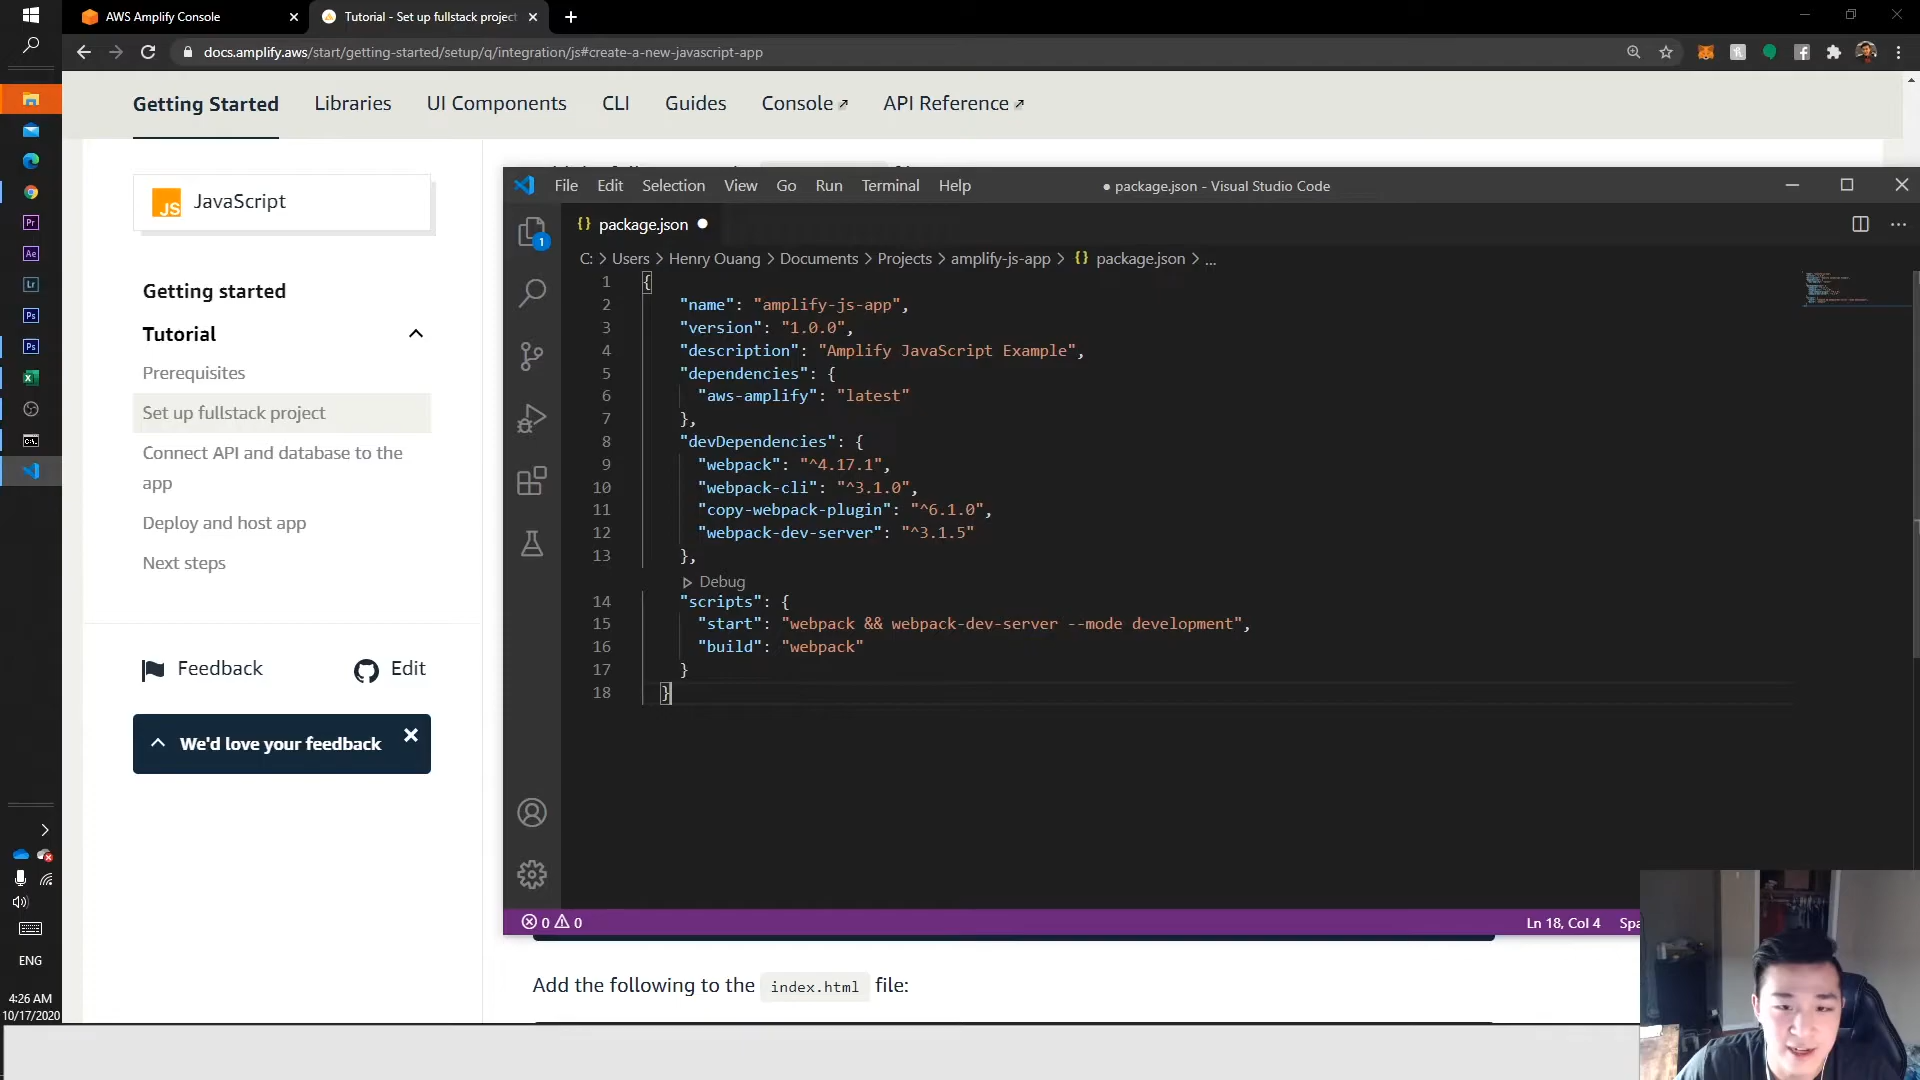 AWS Amplify Console
Tutorial - Set up fullstack project
docs.amplify.aws/start/getting-started/setup/q/integration/js#create-a-new-javascript-app
Getting Started Libraries UI Components CLI Guides Console API Reference
JS JavaScript
Getting started
Tutorial
Prerequisites
Set up fullstack project
Connect API and database to the
app
Deploy and host app
Next steps
Feedback Edit
We'd love your feedback
File Edit Selection View Go Run Terminal Help ● package.json - Visual Studio Code
1
{} package.json ●
C: > Users > Henry Ouang > Documents > Projects > amplify-js-app > {} package.json > ...
1 {
2 "name": "amplify-js-app",
3 "version": "1.0.0",
4 "description": "Amplify JavaScript Example",
5 "dependencies": {
6 "aws-amplify": "latest"
7 },
8 "devDependencies": {
9 "webpack": "^4.17.1",
10 "webpack-cli": "^3.1.0",
11 "copy-webpack-plugin": "^6.1.0",
12 "webpack-dev-server": "^3.1.5"
13 },
Debug
14 "scripts": {
15 "start": "webpack && webpack-dev-server --mode development",
16 "build": "webpack"
17 }
18 }
0 0 Ln 18, Col 4 Spa
Add the following to the index.html file:
Pr
Ae
Lr
Ps
Ps
ENG
4:26 AM
10/17/2020